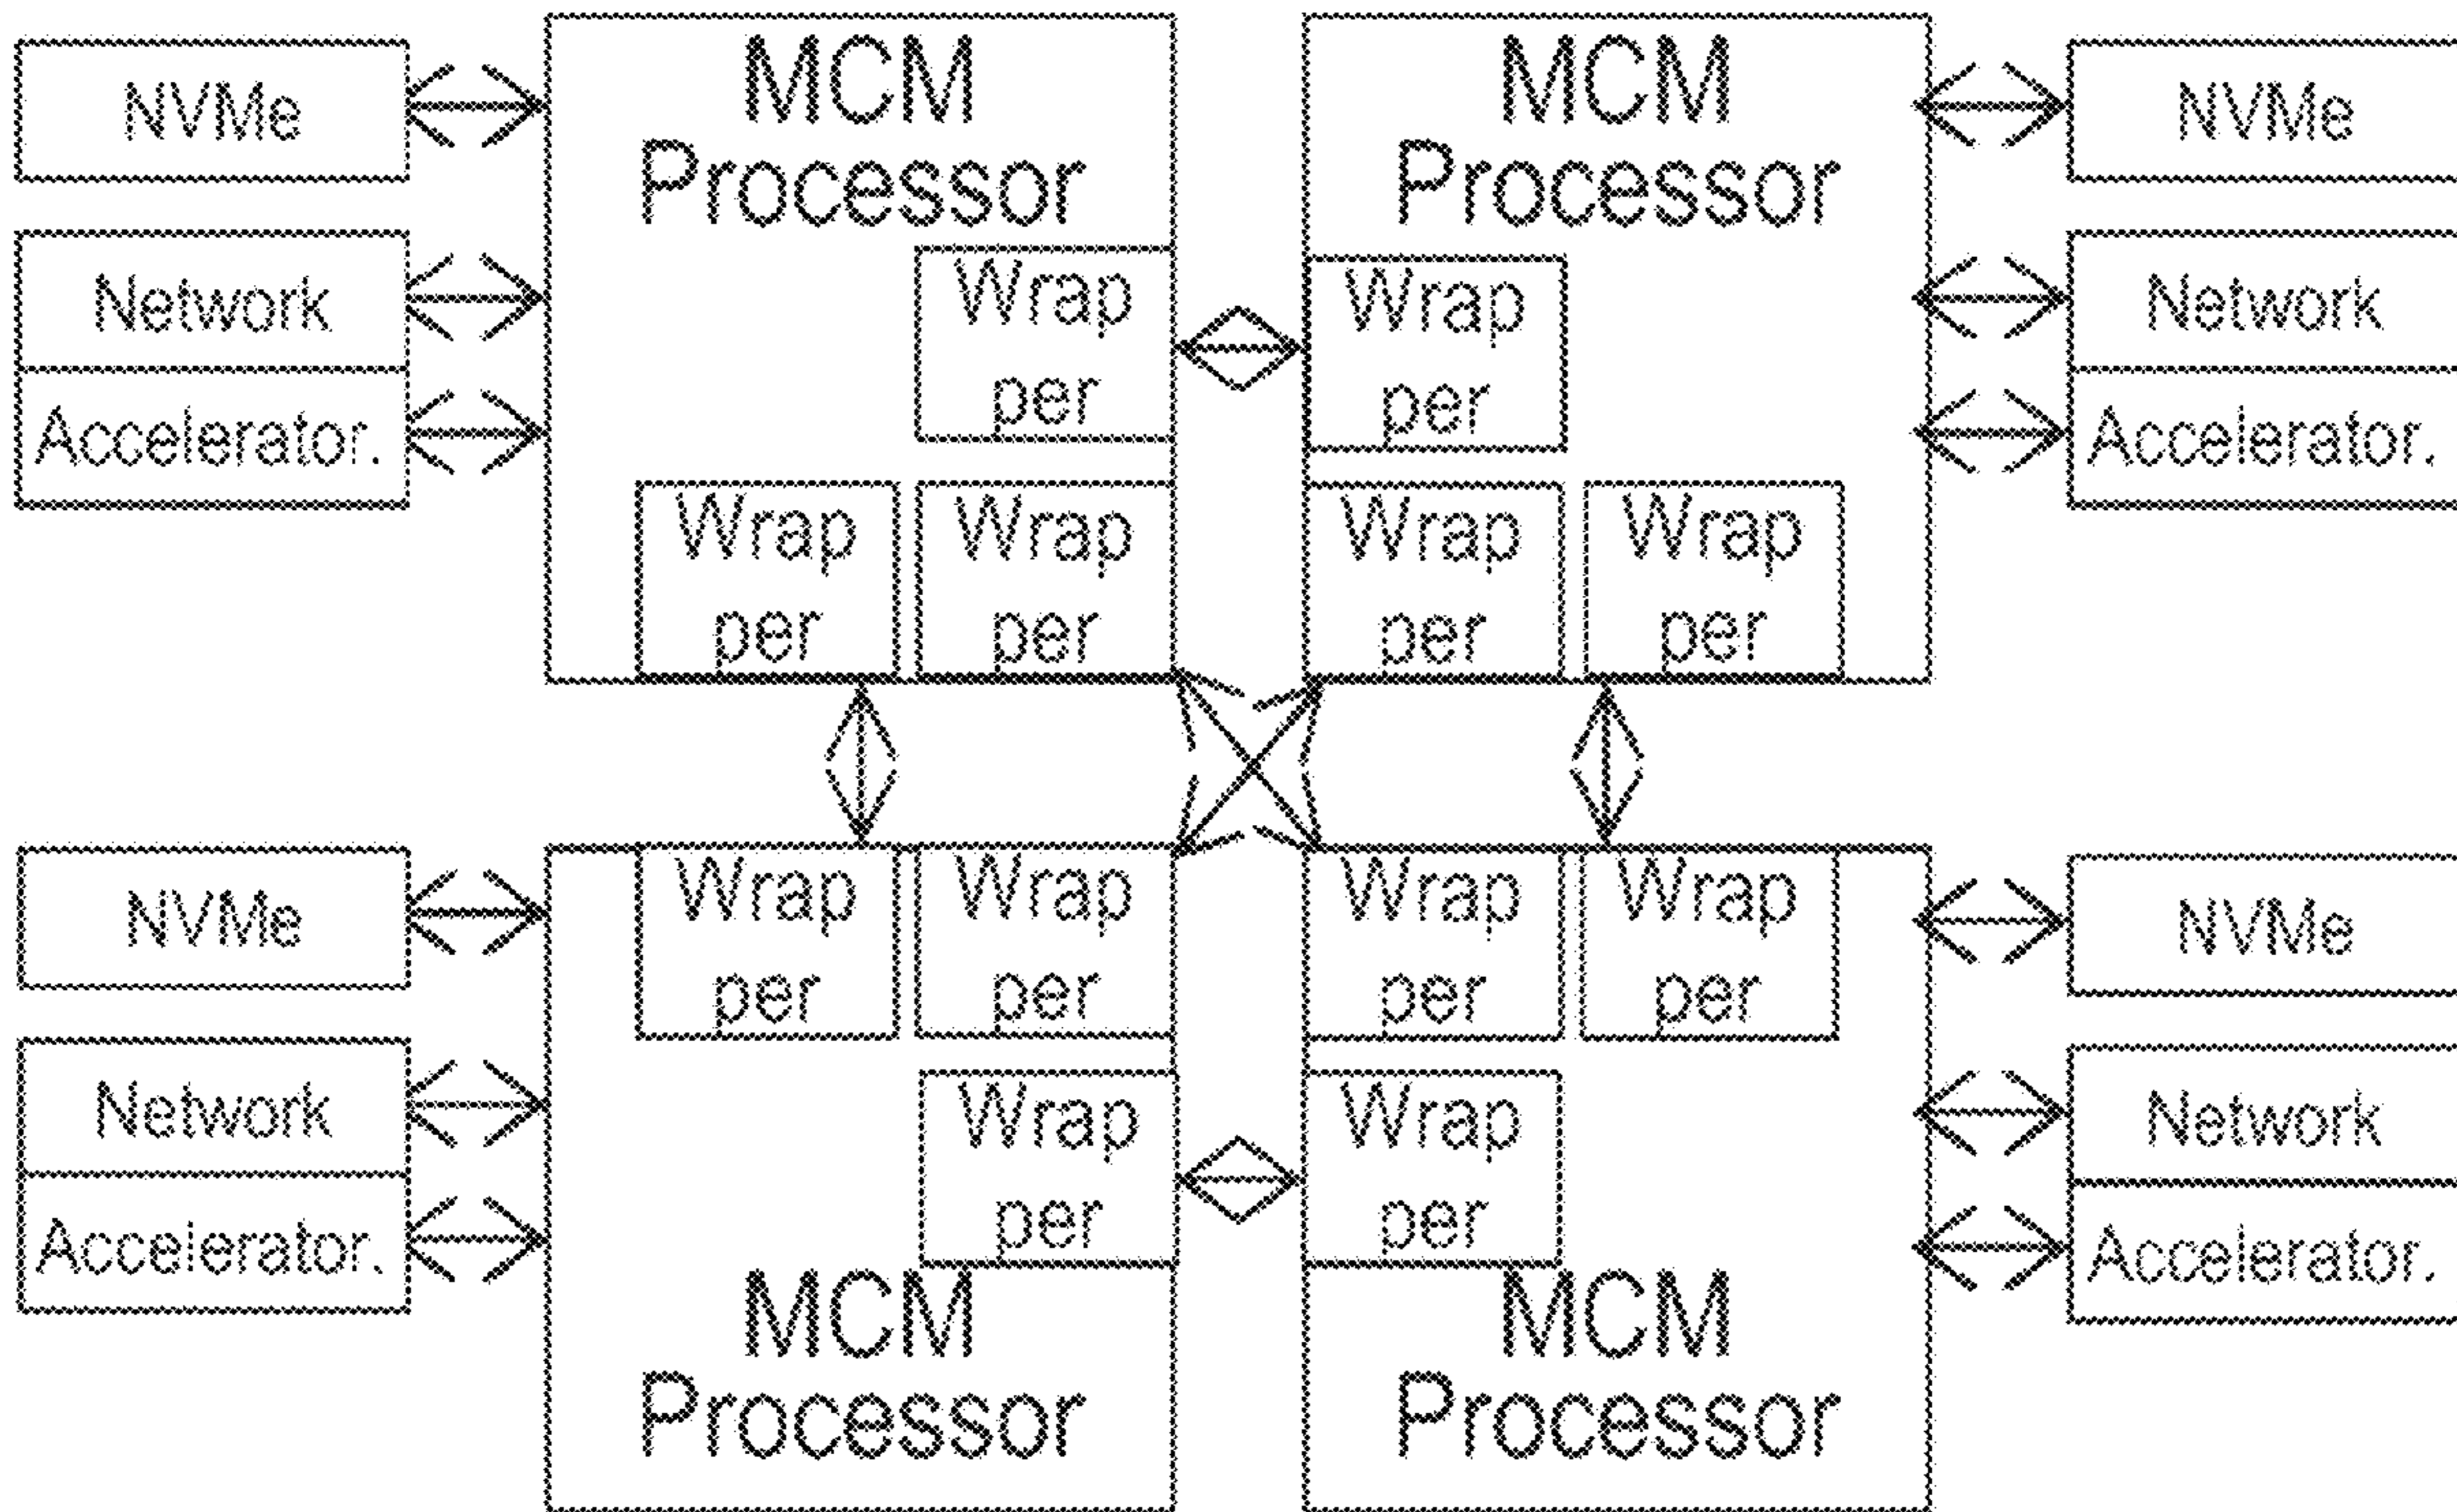 NVMe
Network
Accelerator.
MCM
Processor
Wrap
per
Wrap
per
Wrap
per
MCM
Processor
Wrap
per
Wrap
per
Wrap
per
NVMe
Network
Accelerator.
NVMe
Network
Accelerator.
Wrap
per
Wrap
per
Wrap
per
MCM
Processor
Wrap
per
Wrap
per
Wrap
per
MCM
Processor
NVMe
Network
Accelerator.